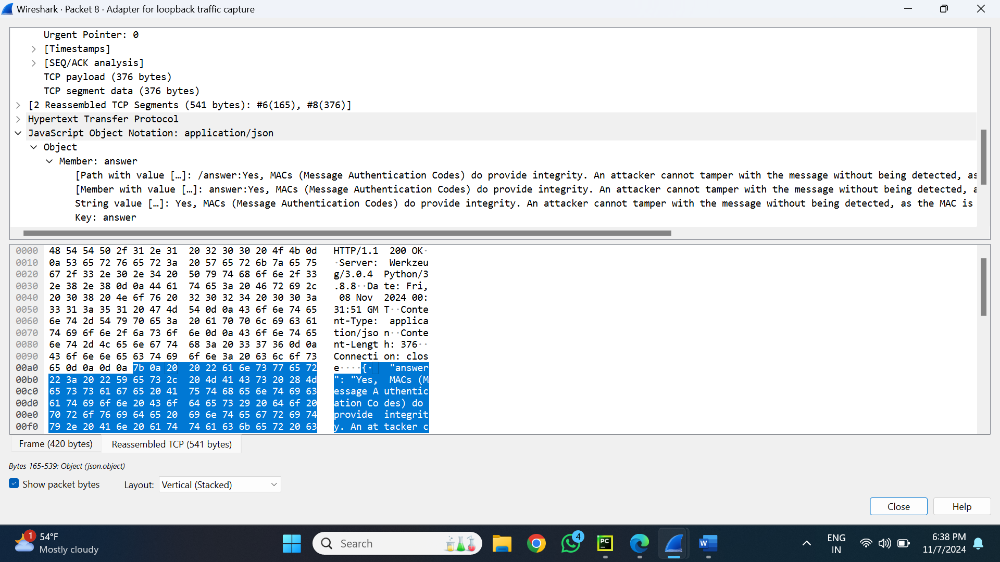 Wireshark · Packet 8 · Adapter for loopback traffic capture
Urgent Pointer: 0
[Timestamps]
[SEQ/ACK analysis]
TCP payload (376 bytes)
TCP segment data (376 bytes)
[2 Reassembled TCP Segments (541 bytes): #6(165), #8(376)]
Hypertext Transfer Protocol
JavaScript Object Notation: application/json
Object
Member: answer
[Path with value […]: /answer:Yes, MACs (Message Authentication Codes) do provide integrity. An attacker cannot tamper with the message without being detected, as
[Member with value […]: answer:Yes, MACs (Message Authentication Codes) do provide integrity. An attacker cannot tamper with the message without being detected, a
String value […]: Yes, MACs (Message Authentication Codes) do provide integrity. An attacker cannot tamper with the message without being detected, as the MAC is
Key: answer
0000 48 54 54 50 2f 31 2e 31 20 32 30 30 20 4f 4b 0d HTTP/1.1 200 OK·
0010 0a 53 65 72 76 65 72 3a 20 57 65 72 6b 7a 65 75 ·Server: Werkzeu
0020 67 2f 33 2e 30 2e 34 20 50 79 74 68 6f 6e 2f 33 g/3.0.4 Python/3
0030 2e 38 2e 38 0d 0a 44 61 74 65 3a 20 46 72 69 2c .8.8··Da te: Fri,
0040 20 30 38 20 4e 6f 76 20 32 30 32 34 20 30 30 3a 08 Nov 2024 00:
0050 33 31 3a 35 31 20 47 4d 54 0d 0a 43 6f 6e 74 65 31:51 GM T··Conte
0060 6e 74 2d 54 79 70 65 3a 20 61 70 70 6c 69 63 61 nt-Type: applica
0070 74 69 6f 6e 2f 6a 73 6f 6e 0d 0a 43 6f 6e 74 65 tion/jso n··Conte
0080 6e 74 2d 4c 65 6e 67 74 68 3a 20 33 37 36 0d 0a nt-Lengt h: 376··
0090 43 6f 6e 6e 65 63 74 69 6f 6e 3a 20 63 6c 6f 73 Connecti on: clos
00a0 65 0d 0a 0d 0a 7b 0a 20 20 22 61 6e 73 77 65 72 e····{· "answer
00b0 22 3a 20 22 59 65 73 2c 20 4d 41 43 73 20 28 4d ": "Yes, MACs (M
00c0 65 73 73 61 67 65 20 41 75 74 68 65 6e 74 69 63 essage A uthentic
00d0 61 74 69 6f 6e 20 43 6f 64 65 73 29 20 64 6f 20 ation Co des) do
00e0 70 72 6f 76 69 64 65 20 69 6e 74 65 67 72 69 74 provide integrit
00f0 79 2e 20 41 6e 20 61 74 74 61 63 6b 65 72 20 63 y. An at tacker c
Frame (420 bytes) Reassembled TCP (541 bytes)
Bytes 165-539: Object (json.object)
Show packet bytes Layout: Vertical (Stacked)
Close Help
1 54°F
Mostly cloudy
Search
4
PC
W
ENG
IN
6:38 PM
11/7/2024